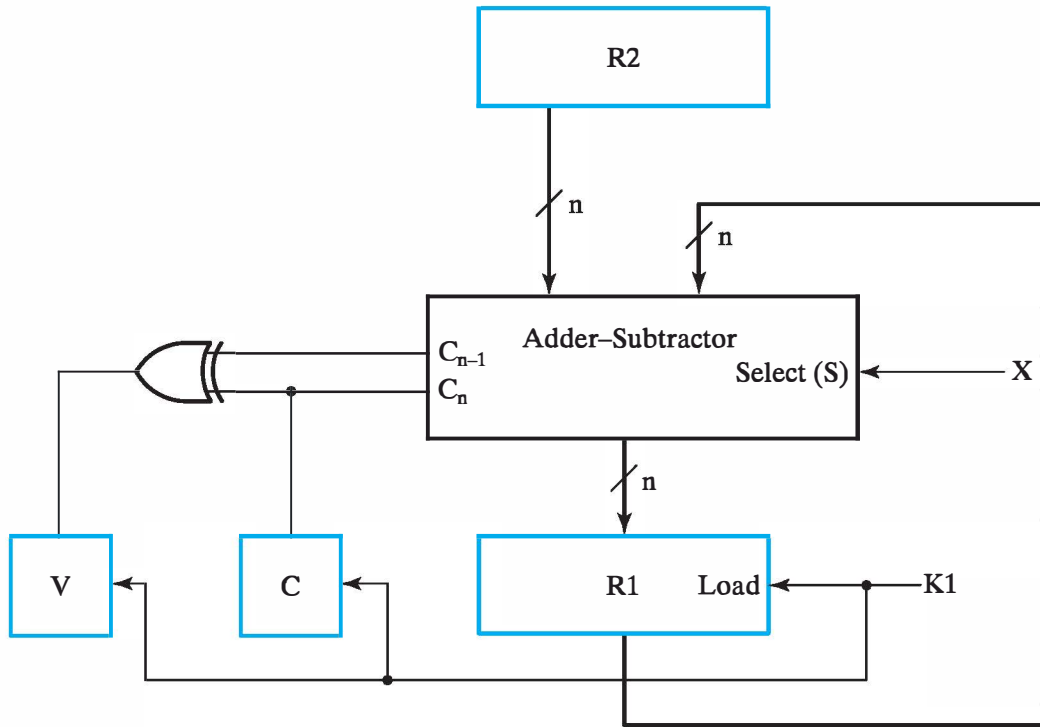 R2
n
n
Adder–Subtractor
Cₙ₋₁
Cₙ
Select (S)
X
n
V
C
R1
Load
K1